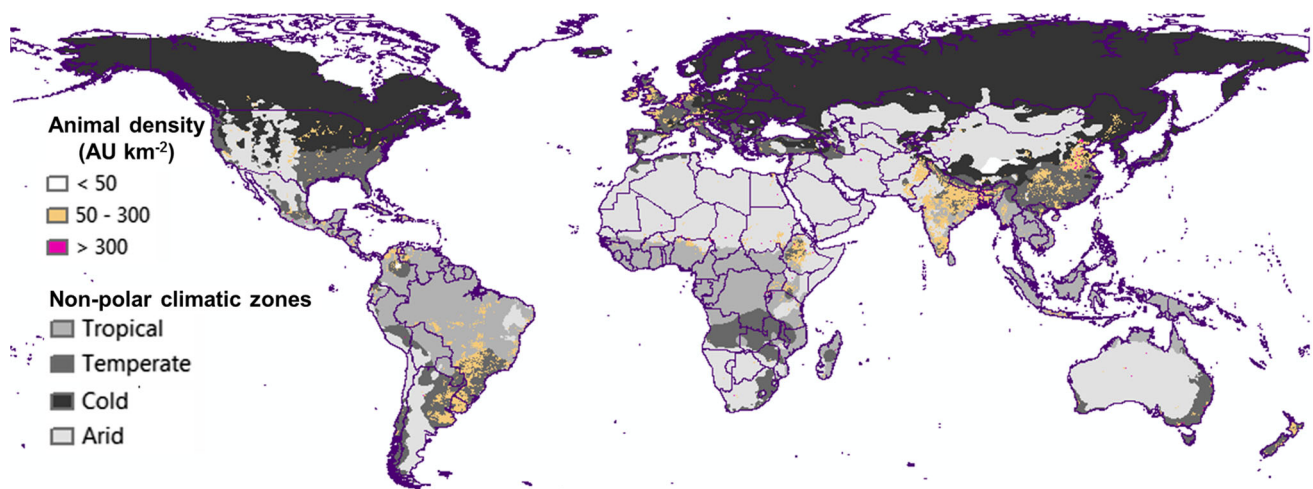 Animal density
(AU km-2)
< 50
50 - 300
> 300
Non-polar climatic zones
Tropical
Temperate
Cold
Arid